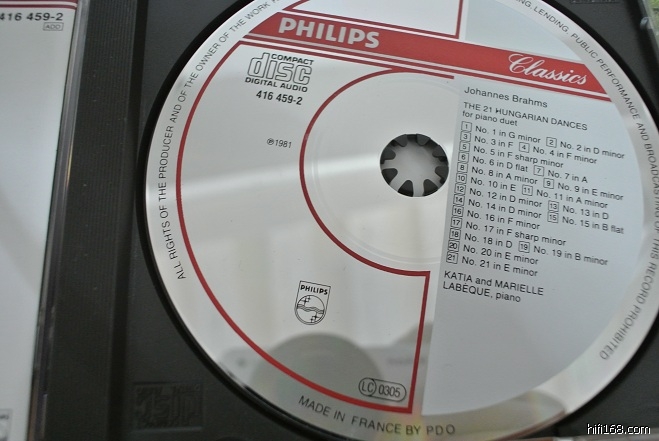 416 459-2
ADD
ALL RIGHTS OF THE PRODUCER AND OF THE OWNER OF THE WORK
LENDING, PUBLIC PERFORMANCE AND BROADCASTING OF THIS RECORD PROHIBITED
PHILIPS
Classics
COMPACT
disc
DIGITAL AUDIO
416 459-2
℗1981
Johannes Brahms
THE 21 HUNGARIAN DANCES
for piano duet
1 No. 1 in G minor 2 No. 2 in D minor
3 No. 3 in F 4 No. 4 in F minor
5 No. 5 in F sharp minor
6 No. 6 in D flat 7 No. 7 in A
8 No. 8 in A minor 9 No. 9 in E minor
10 No. 10 in E 11 No. 11 in A minor
12 No. 12 in D minor 13 No. 13 in D
14 No. 14 in D minor 15 No. 15 in B flat
16 No. 16 in F minor
17 No. 17 in F sharp minor
18 No. 18 in D 19 No. 19 in B minor
20 No. 20 in E minor
21 No. 21 in E minor
KATIA and MARIELLE
LABÈQUE, piano
PHILIPS
LC 0305
MADE IN FRANCE BY PDO
hifi168.com